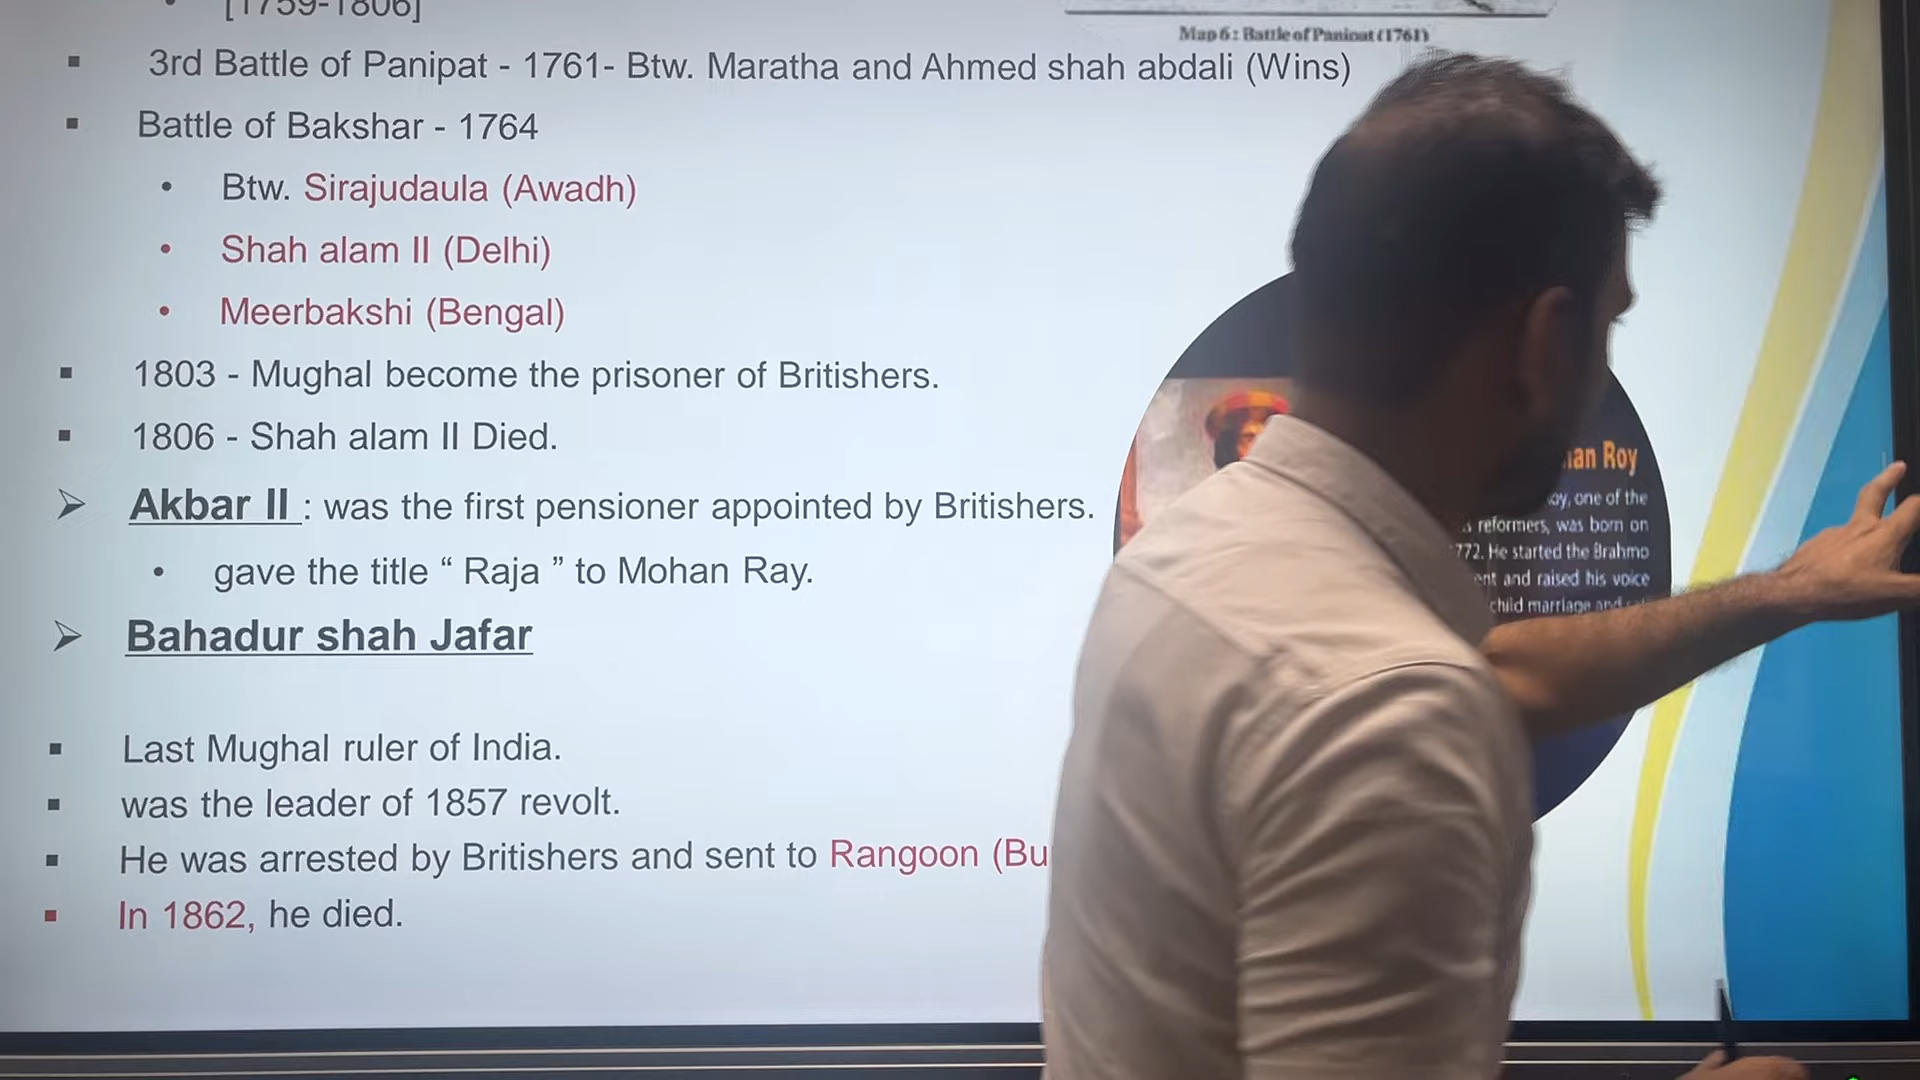 [1759-1806]
Map 6 : Battle of Panipat (1761)
3rd Battle of Panipat - 1761- Btw. Maratha and Ahmed shah abdali (Wins)
Battle of Bakshar - 1764
Btw. Sirajudaula (Awadh)
Shah alam II (Delhi)
Meerbakshi (Bengal)
1803 - Mughal become the prisoner of Britishers.
1806 - Shah alam II Died.
Akbar II : was the first pensioner appointed by Britishers.
gave the title “ Raja ” to Mohan Ray.
Bahadur shah Jafar
Last Mughal ruler of India.
was the leader of 1857 revolt.
He was arrested by Britishers and sent to Rangoon (Bu
In 1862, he died.
Roy
one of the
reformers, was born on
772. He started the Brahmo
and raised his voice
child marriage and